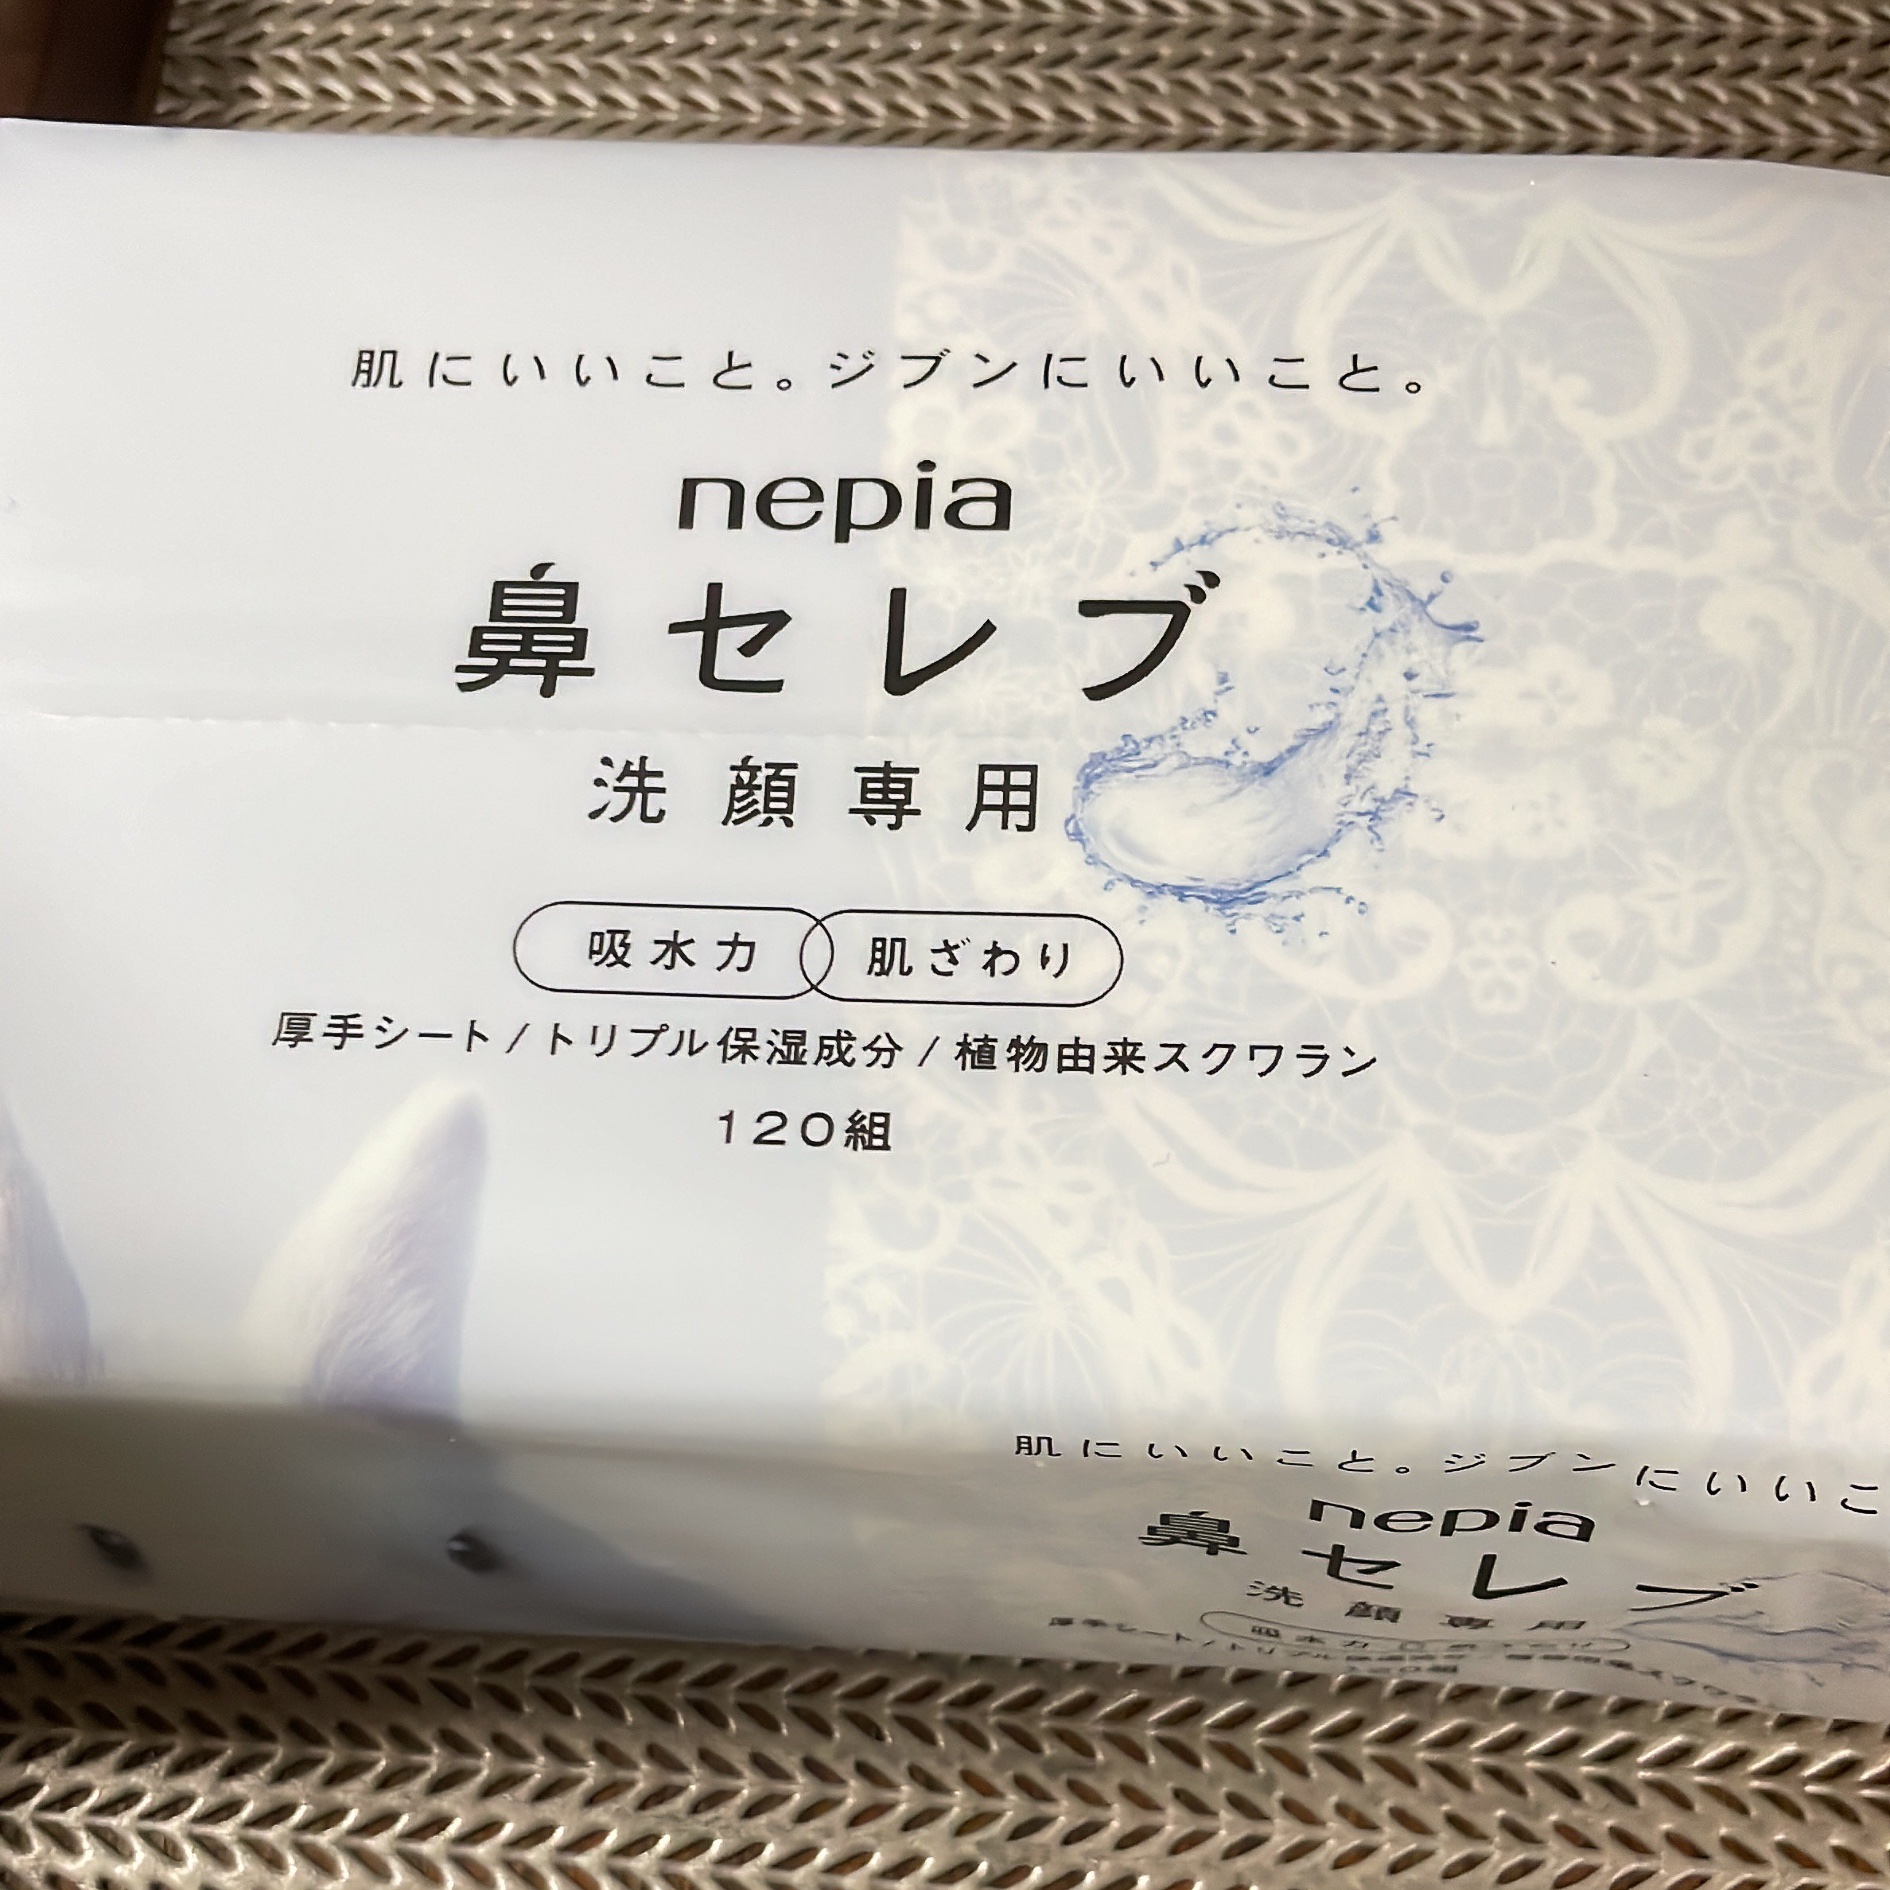 肌にいいこと。ジブンにいいこと。
nepia
鼻セレブ
洗顔専用
吸水力 肌ざわり
厚手シート/トリプル保湿成分/植物由来スクワラン
120組
肌にいいこと。ジブンにいいこ
nepia
鼻セレブ
洗顔専用